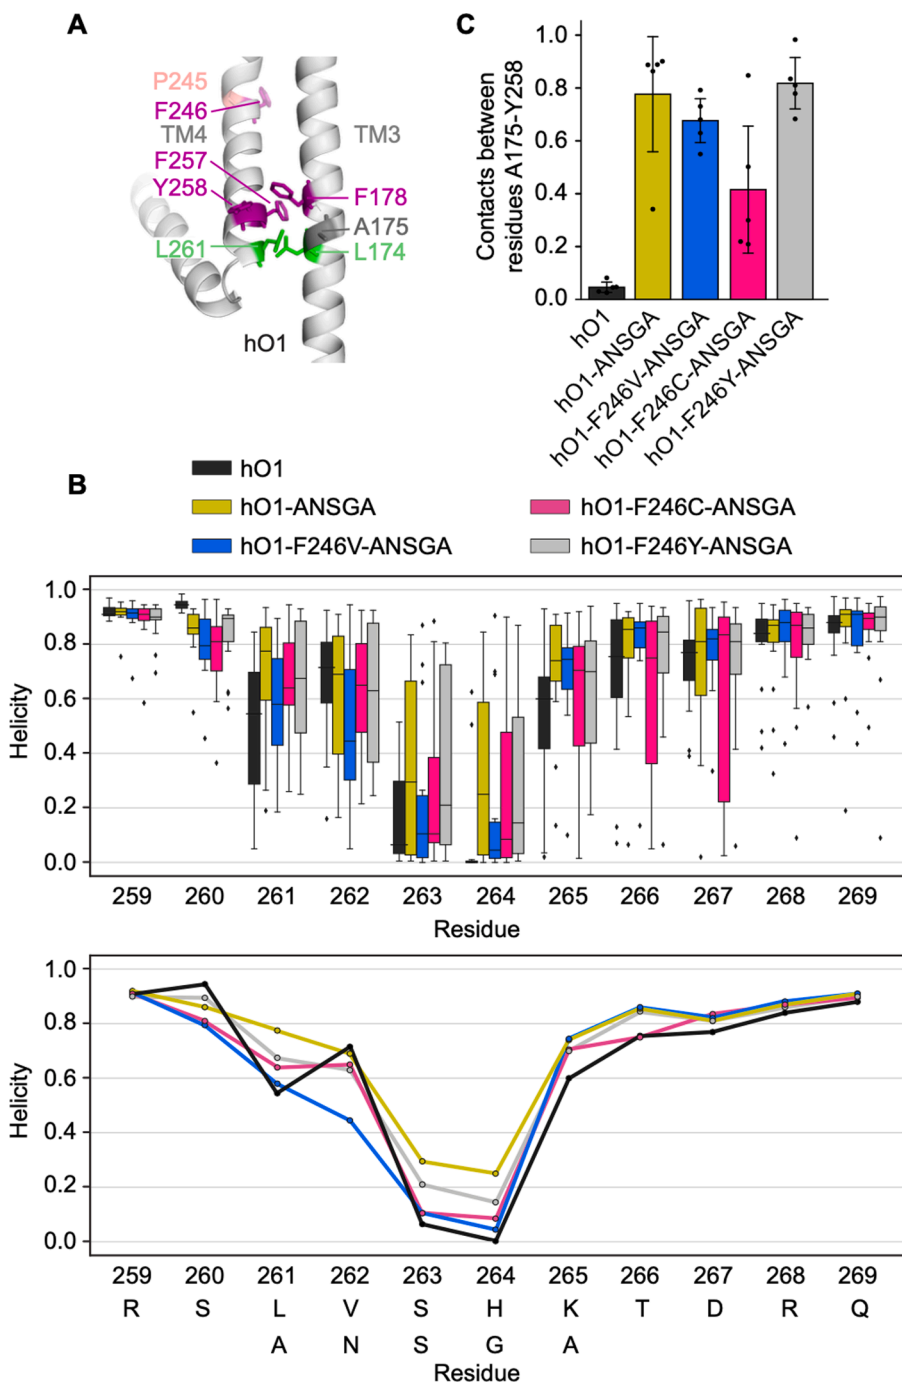 A
P245
F246
TM4
TM3
F257
Y258
F178
A175
L261
L174
hO1
C
Contacts between
residues A175-Y258
1.0
0.8
0.6
0.4
0.2
0.0
hO1
hO1-ANSGA
hO1-F246V-ANSGA
hO1-F246C-ANSGA
hO1-F246Y-ANSGA
B
hO1
hO1-ANSGA
hO1-F246C-ANSGA
hO1-F246V-ANSGA
hO1-F246Y-ANSGA
Helicity
1.0
0.8
0.6
0.4
0.2
0.0
259 260 261 262 263 264 265 266 267 268 269
Residue
Helicity
1.0
0.8
0.6
0.4
0.2
0.0
259 260 261 262 263 264 265 266 267 268 269
R S L V S H K T D R Q
A N S G A
Residue